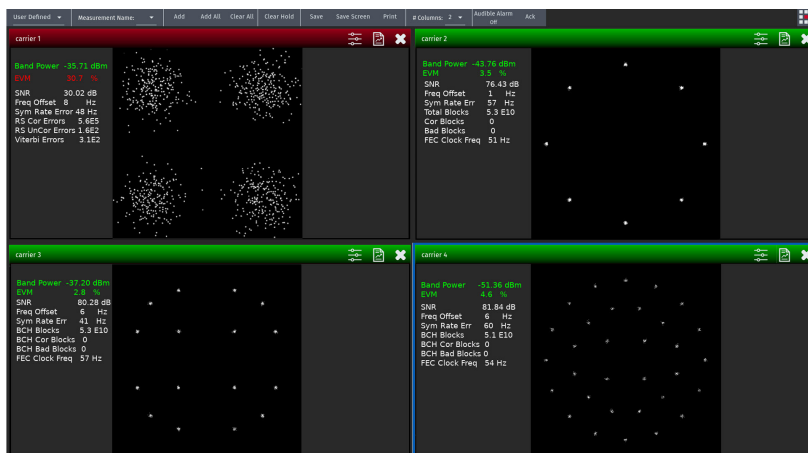 User Defined Measurement Name: Add Add All Clear All Clear Hold Save Save Screen Print # Columns: 2 Audible Alarm Off Ack
carrier 1
Band Power -35.71 dBm
EVM 30.7 %
SNR 30.02 dB
Freq Offset 8 Hz
Sym Rate Error 48 Hz
RS Cor Errors 5.6E5
RS UnCor Errors 1.6E2
Viterbi Errors 3.1E2
carrier 2
Band Power -43.76 dBm
EVM 3.5 %
SNR 76.43 dB
Freq Offset 1 Hz
Sym Rate Err 57 Hz
Total Blocks 5.3 E10
Cor Blocks 0
Bad Blocks 0
FEC Clock Freq 51 Hz
carrier 3
Band Power -37.20 dBm
EVM 2.8 %
SNR 80.28 dB
Freq Offset 6 Hz
Sym Rate Err 41 Hz
BCH Blocks 5.3 E10
BCH Cor Blocks 0
BCH Bad Blocks 0
FEC Clock Freq 57 Hz
carrier 4
Band Power -51.36 dBm
EVM 4.6 %
SNR 81.84 dB
Freq Offset 6 Hz
Sym Rate Err 60 Hz
BCH Blocks 5.1 E10
BCH Cor Blocks 0
BCH Bad Blocks 0
FEC Clock Freq 54 Hz